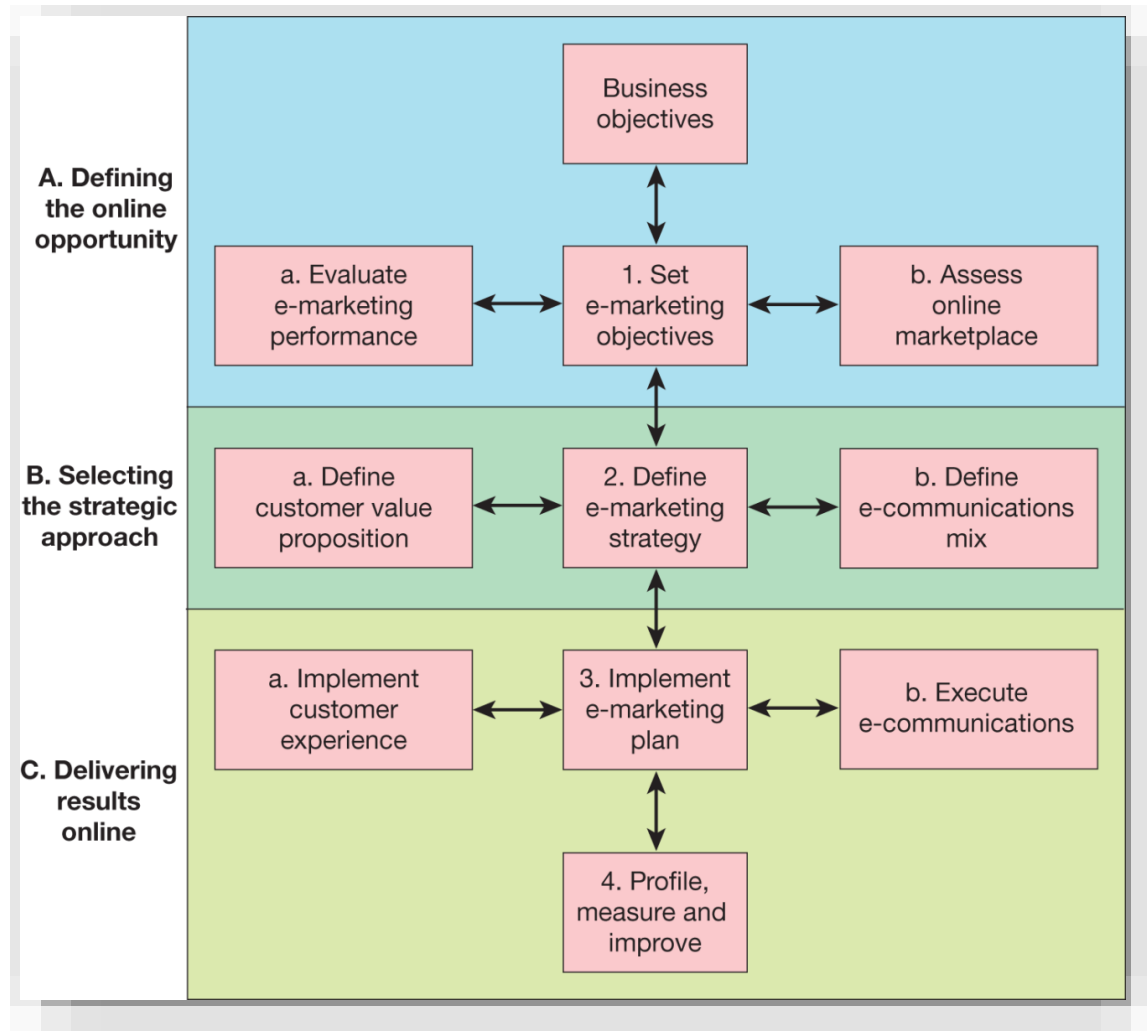 Business
objectives
A. Defining
the online
opportunity
a. Evaluate
e-marketing
performance
1. Set
e-marketing
objectives
b. Assess
online
marketplace
B. Selecting
the strategic
approach
a. Define
customer value
proposition
2. Define
e-marketing
strategy
b. Define
e-communications
mix
C. Delivering
results
online
a. Implement
customer
experience
3. Implement
e-marketing
plan
b. Execute
e-communications
4. Profile,
measure and
improve